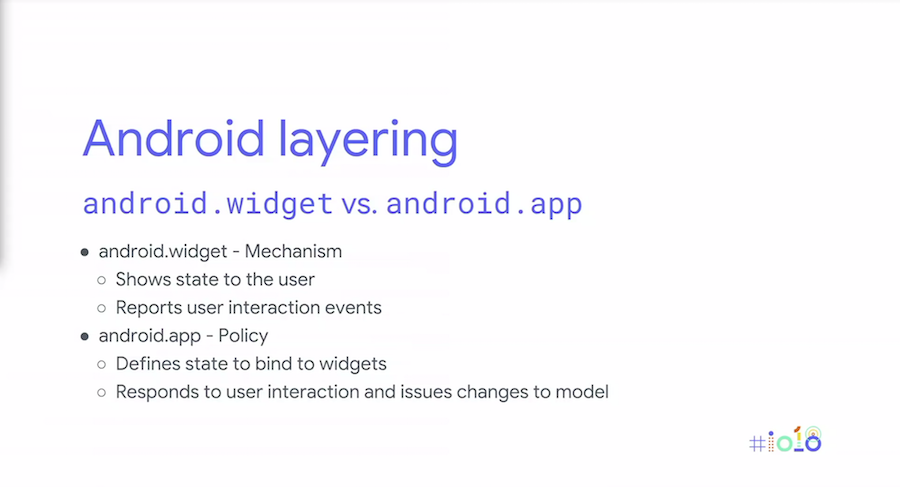 Android layering
android.widget vs. android.app
● android.widget - Mechanism
○ Shows state to the user
○ Reports user interaction events
● android.app - Policy
○ Defines state to bind to widgets
○ Responds to user interaction and issues changes to model
#io18